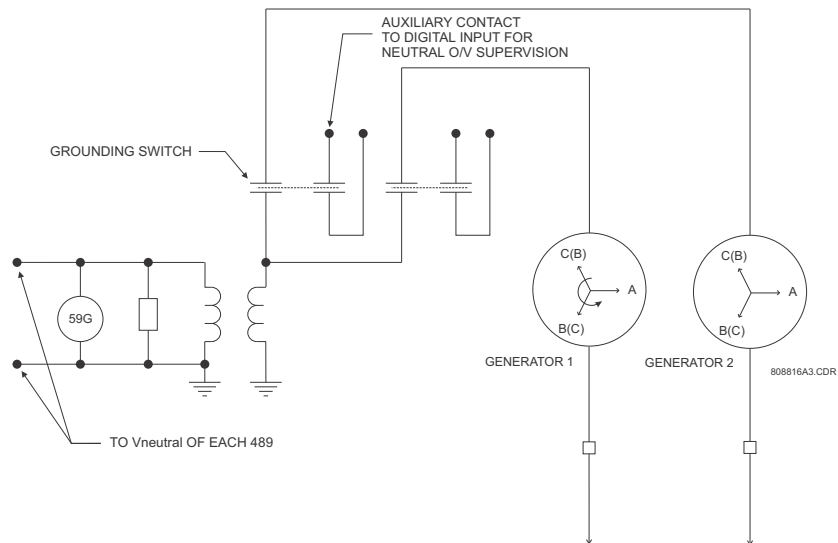 AUXILIARY CONTACT
TO DIGITAL INPUT FOR
NEUTRAL O/V SUPERVISION
GROUNDING SWITCH
C(B)
A
B(C)
C(B)
A
B(C)
59G
GENERATOR 1
GENERATOR 2
808816A3.CDR
TO Vneutral OF EACH 489